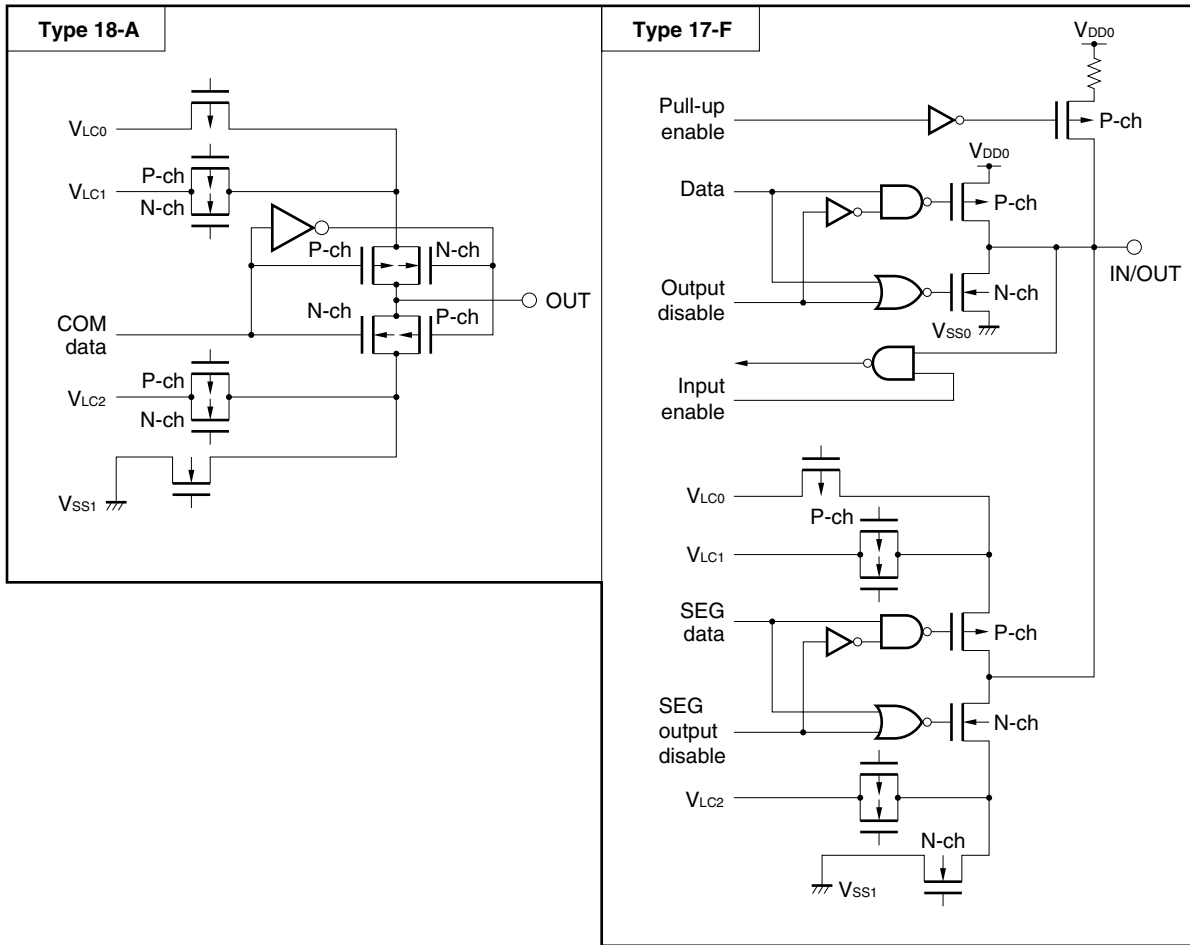 Type 18-A
VLC0
VLC1
P-ch
N-ch
P-ch
N-ch
OUT
N-ch
P-ch
COM
data
P-ch
VLC2
N-ch
VSS1
Type 17-F
VDD0
Pull-up
enable
P-ch
VDD0
Data
P-ch
IN/OUT
Output
disable
N-ch
VSS0
Input
enable
VLC0
P-ch
VLC1
SEG
data
P-ch
SEG
output
disable
N-ch
VLC2
N-ch
VSS1